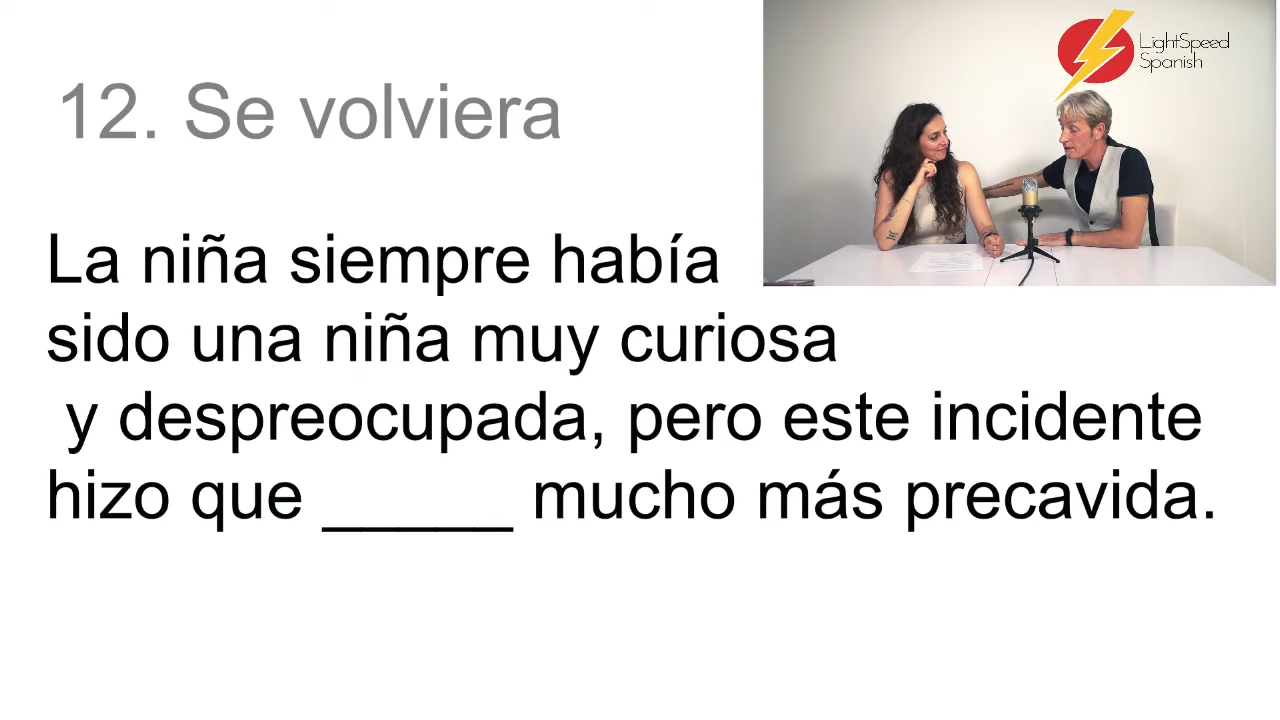 12. Se volviera
LightSpeed
Spanish
La niña siempre había
sido una niña muy curiosa
y despreocupada, pero este incidente
hizo que _____ mucho más precavida.